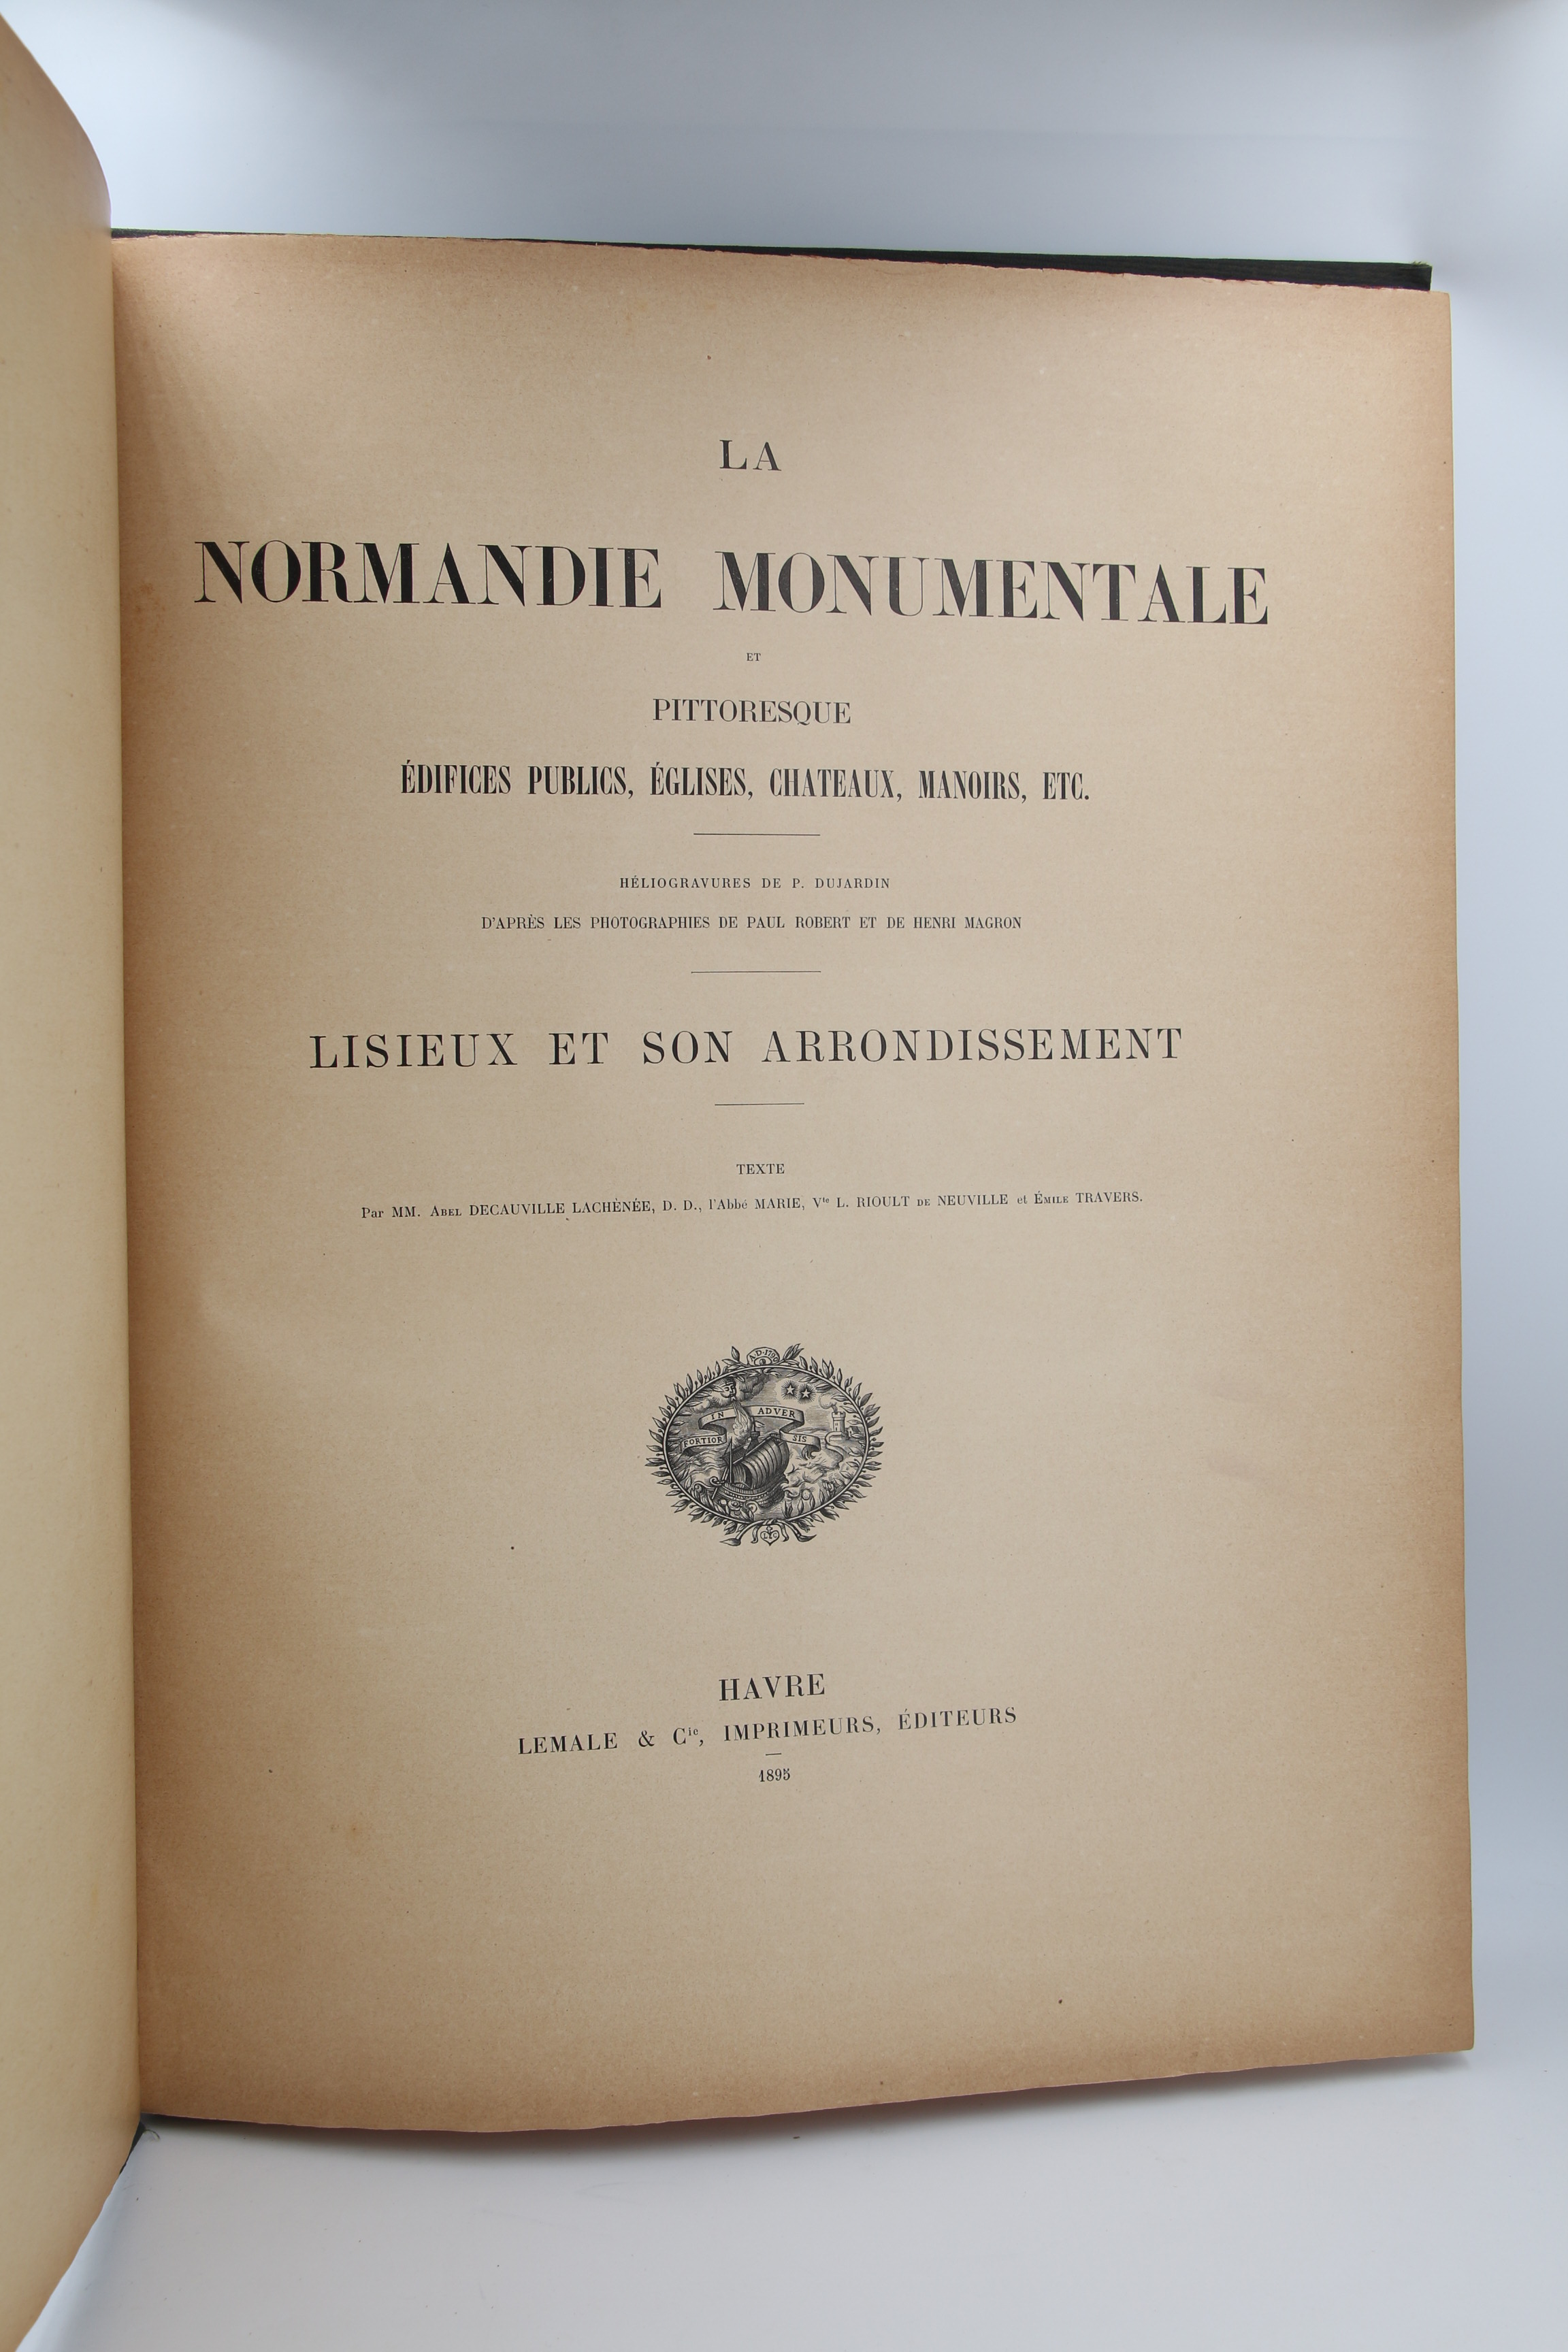 LA
NORMANDIE MONUMENTALE
ET
PITTORESQUE
ÉDIFICES PUBLICS, ÉGLISES, CHATEAUX, MANOIRS, ETC.
HÉLIOGRAVURES DE P. DUJARDIN
D'APRÈS LES PHOTOGRAPHIES DE PAUL ROBERT ET DE HENRI MAGRON
LISIEUX ET SON ARRONDISSEMENT
TEXTE
Par MM. Abel DECAUVILLE LACHÊNÉE, D. D., l'Abbé MARIE, Vte L. RIOULT DE NEUVILLE et Émile TRAVERS.
IN ADVER
FORTIOR SIS
HAVRE
LEMALE & Cie, IMPRIMEURS, ÉDITEURS
1895